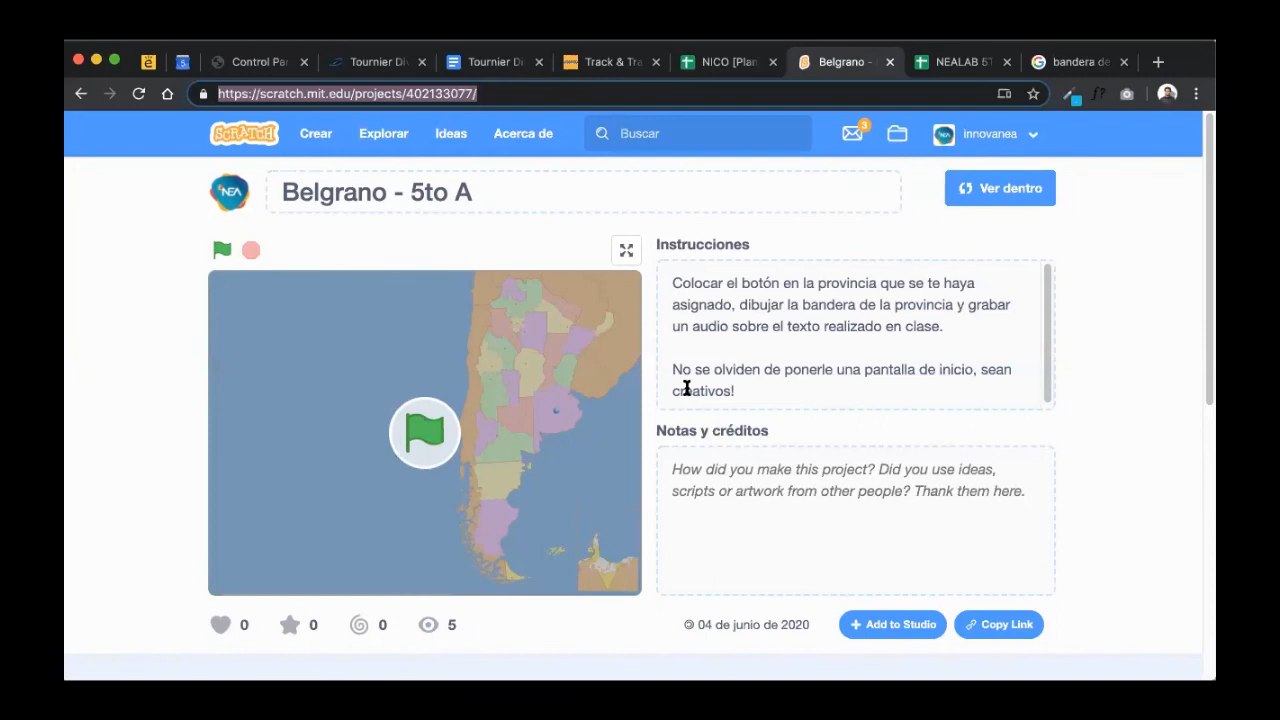 Control Pa
Tournier Di
Tournier Di
Track & Tra
NICO [Plan
Belgrano -
NEALAB 5T
bandera de
https://scratch.mit.edu/projects/402133077/
SCRATCH
Crear
Explorar
Ideas
Acerca de
Buscar
3
innovanea
NEA
Belgrano - 5to A
Ver dentro
Instrucciones
Colocar el botón en la provincia que se te haya
asignado, dibujar la bandera de la provincia y grabar
un audio sobre el texto realizado en clase.
No se olviden de ponerle una pantalla de inicio, sean
creativos!
Notas y créditos
How did you make this project? Did you use ideas,
scripts or artwork from other people? Thank them here.
0
0
0
5
04 de junio de 2020
Add to Studio
Copy Link